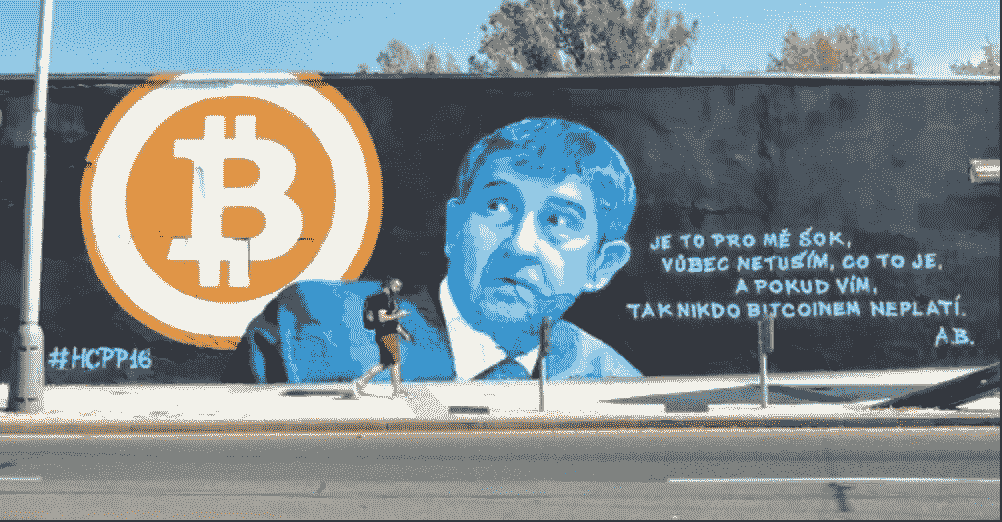 JE TO PRO MĚ ŠOK,
VŮBEC NETUŠÍM, CO TO JE.
A POKUD VÍM,
TAK NIKDO BITCOINEM NEPLATÍ.
A.B.
#HCPP16